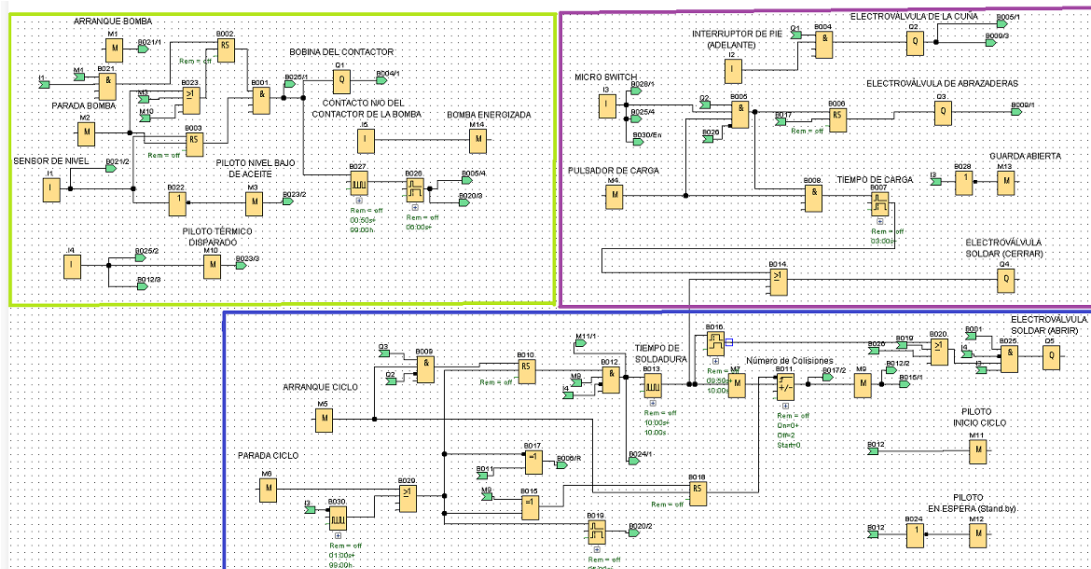 ARRANQUE BOMBA
M1
M
B021/1
B002
RS
Rem = off
I1
M4
B021
&
B023
≥1
M3
M10
B001
&
B025/1
BOBINA DEL CONTACTOR
Q1
Q
B004/1
PARADA BOMBA
M2
M
B003
RS
Rem = off
CONTACTO N/O DEL
CONTACTOR DE LA BOMBA
I5
I
BOMBA ENERGIZADA
M14
M
SENSOR DE NIVEL
I1
I
B021/2
B022
1
PILOTO NIVEL BAJO
DE ACEITE
M3
M
B023/2
B027
Rem = off
00:50s+
99:00h
B026
Rem = off
06:00s+
B005/4
B020/3
PILOTO TÉRMICO
DISPARADO
I4
I
B025/2
B012/3
M10
M
B023/3
INTERRUPTOR DE PIE
(ADELANTE)
I2
I
Q1
B004
&
ELECTROVÁLVULA DE LA CUÑA
Q2
Q
B005/1
B009/3
MICRO SWITCH
I3
I
B028/1
B025/4
B030/En
Q2
B026
B005
&
B017
B006
RS
Rem = off
ELECTROVÁLVULA DE ABRAZADERAS
Q3
Q
B009/1
PULSADOR DE CARGA
M4
M
B008
&
TIEMPO DE CARGA
B007
Rem = off
03:00s+
GUARDA ABIERTA
I3
B028
1
M13
M
B014
≥1
ELECTROVÁLVULA
SOLDAR (CERRAR)
Q4
Q
ARRANQUE CICLO
M5
M
Q3
Q2
B009
&
B010
RS
Rem = off
M11/1
M9
I4
B012
&
TIEMPO DE
SOLDADURA
B013
Rem = off
10:00s+
10:00s
B024/1
B016
Rem = off
09:59s+
10:00s
M7
M
Número de Colisiones
B011
+/-
Rem = off
On=0+
Off=2
Start=0
B017/2
M9
M
B012/2
B015/1
B026
B019
B020
≥1
B001
I4
I3
B025
&
ELECTROVÁLVULA
SOLDAR (ABRIR)
Q5
Q
PARADA CICLO
M6
M
I3
B030
Rem = off
01:00s+
99:00h
B029
≥1
B011
B017
=1
B006/R
M9
B015
=1
B018
RS
Rem = off
B019
Rem = off
B020/2
PILOTO
INICIO CICLO
B012
M11
M
PILOTO
EN ESPERA (Stand by)
B012
B024
1
M12
M